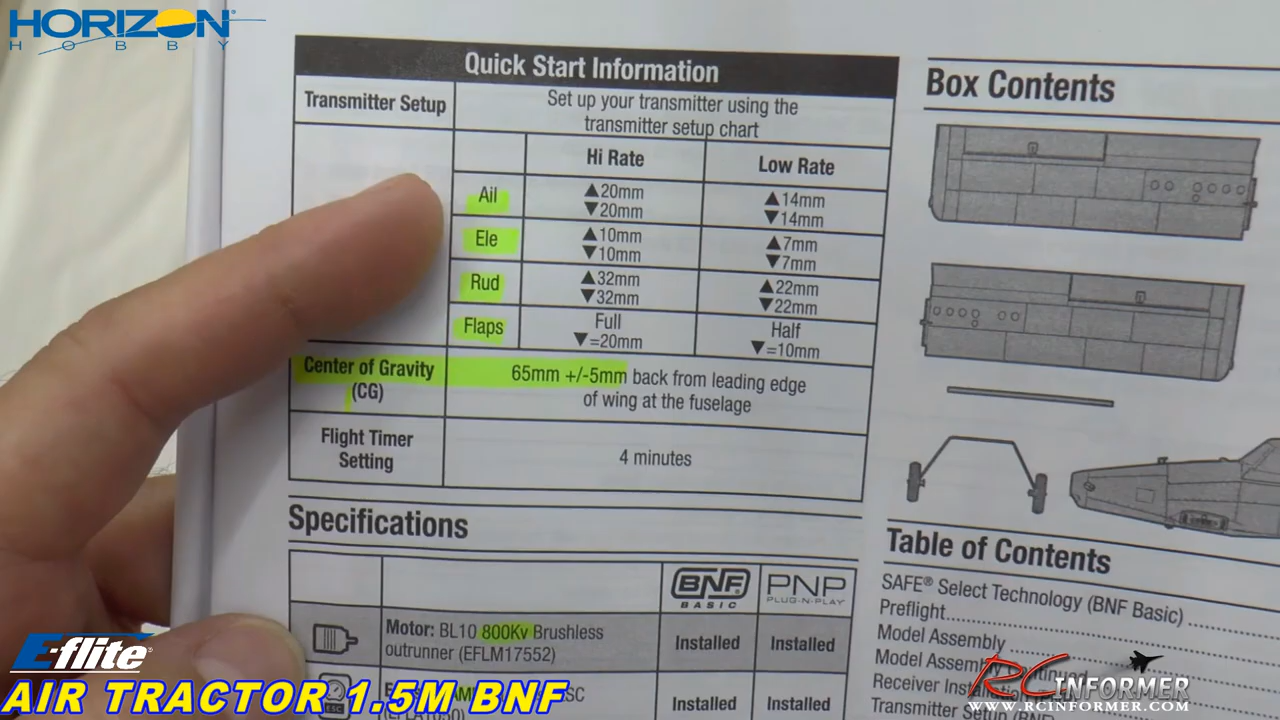 HORIZON
HOBBY
Quick Start Information
Transmitter Setup
Set up your transmitter using the
transmitter setup chart
Hi Rate
Low Rate
Ail
▲20mm
▼20mm
▲14mm
▼14mm
Ele
▲10mm
▼10mm
▲7mm
▼7mm
Rud
▲32mm
▼32mm
▲22mm
▼22mm
Flaps
Full
▼=20mm
Half
▼=10mm
Center of Gravity
(CG)
65mm +/-5mm back from leading edge
of wing at the fuselage
Flight Timer
Setting
4 minutes
Specifications
BNF
BASIC
PNP
PLUG-N-PLAY
Motor: BL10 800Kv Brushless
outrunner (EFLM17552)
Installed
Installed
ESC
Installed
Installed
Box Contents
Table of Contents
SAFE® Select Technology (BNF Basic)
Preflight
Model Assembly
Model Assembly
Receiver
Transmitter Setup
E-flite®
AIR TRACTOR 1.5M BNF
RC INFORMER
WWW.RCINFORMER.COM